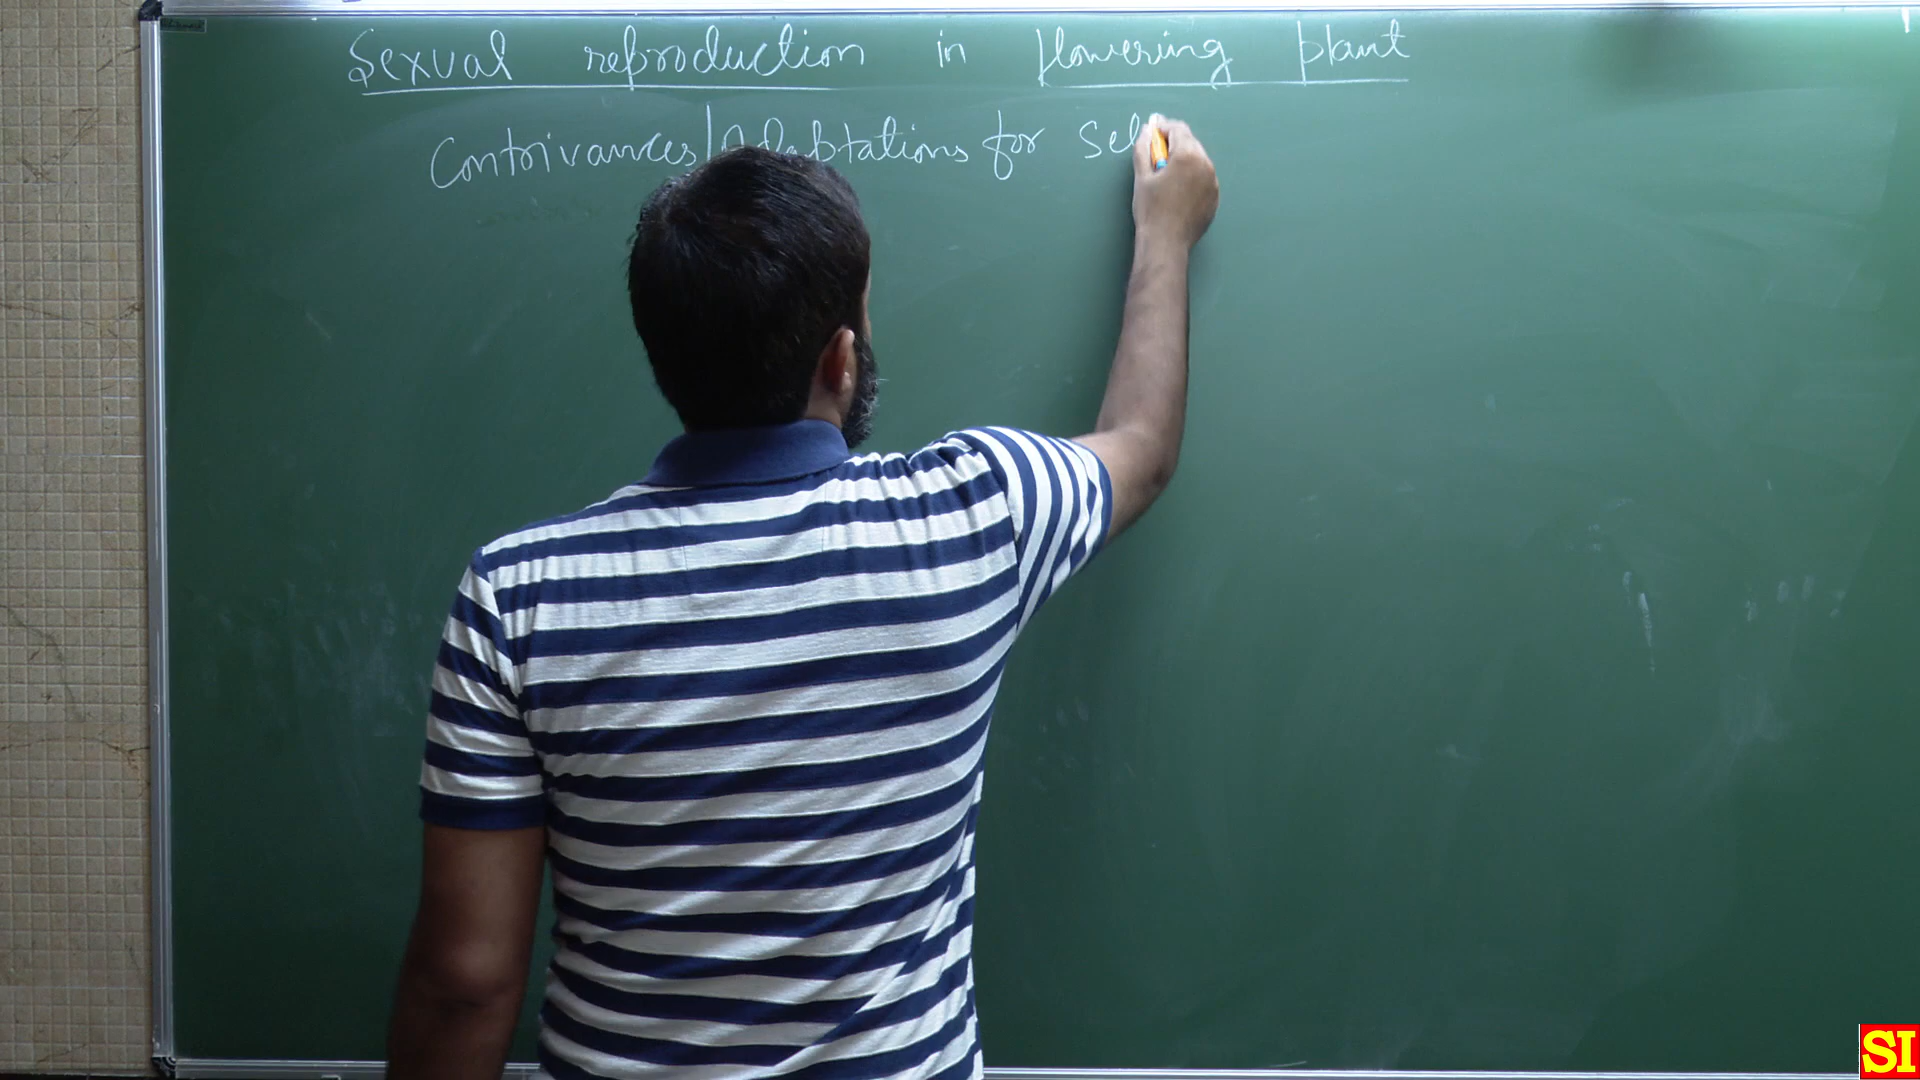 Sexual reproduction in flowering plant
Contrivances/Adaptations for Sel
SI